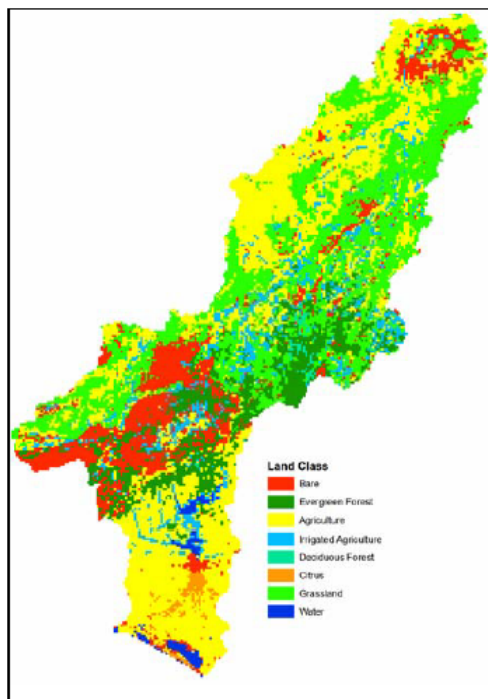 Land Class
Bare
Evergreen Forest
Agriculture
Irrigated Agriculture
Deciduous Forest
Citrus
Grassland
Water